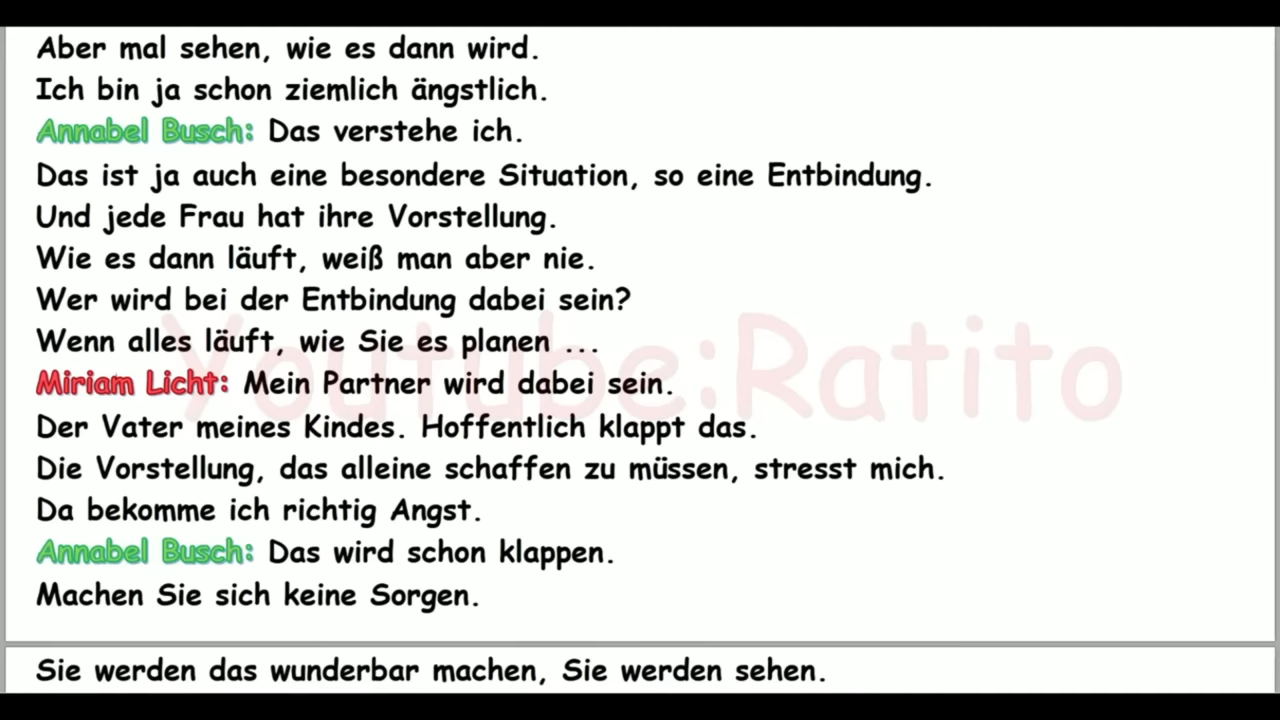 Aber mal sehen, wie es dann wird.
Ich bin ja schon ziemlich ängstlich.
Annabel Busch: Das verstehe ich.
Das ist ja auch eine besondere Situation, so eine Entbindung.
Und jede Frau hat ihre Vorstellung.
Wie es dann läuft, weiß man aber nie.
Wer wird bei der Entbindung dabei sein?
Wenn alles läuft, wie Sie es planen ...
Youtube:Ratito
Miriam Licht: Mein Partner wird dabei sein.
Der Vater meines Kindes. Hoffentlich klappt das.
Die Vorstellung, das alleine schaffen zu müssen, stresst mich.
Da bekomme ich richtig Angst.
Annabel Busch: Das wird schon klappen.
Machen Sie sich keine Sorgen.
Sie werden das wunderbar machen, Sie werden sehen.